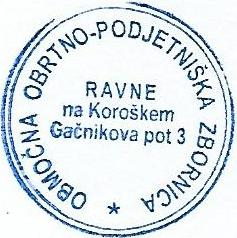 OBMOČNA OBRTNO-PODJETNIŠKA ZBORNICA *
RAVNE
na Koroškem
Gačnikova pot 3